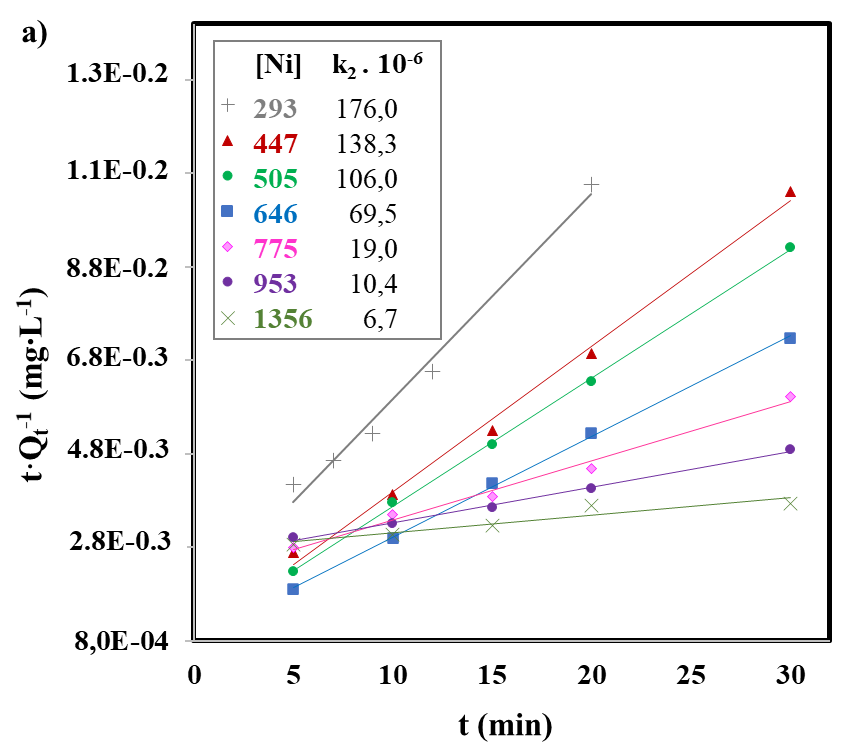 a)
[Ni] k₂ . 10⁻⁶
293 176,0
447 138,3
505 106,0
646 69,5
775 19,0
953 10,4
1356 6,7
1.3E-0.2
1.1E-0.2
8.8E-0.2
6.8E-0.3
4.8E-0.3
2.8E-0.3
8,0E-04
t·Qₜ⁻¹ (mg·L⁻¹)
0 5 10 15 20 25 30
t (min)